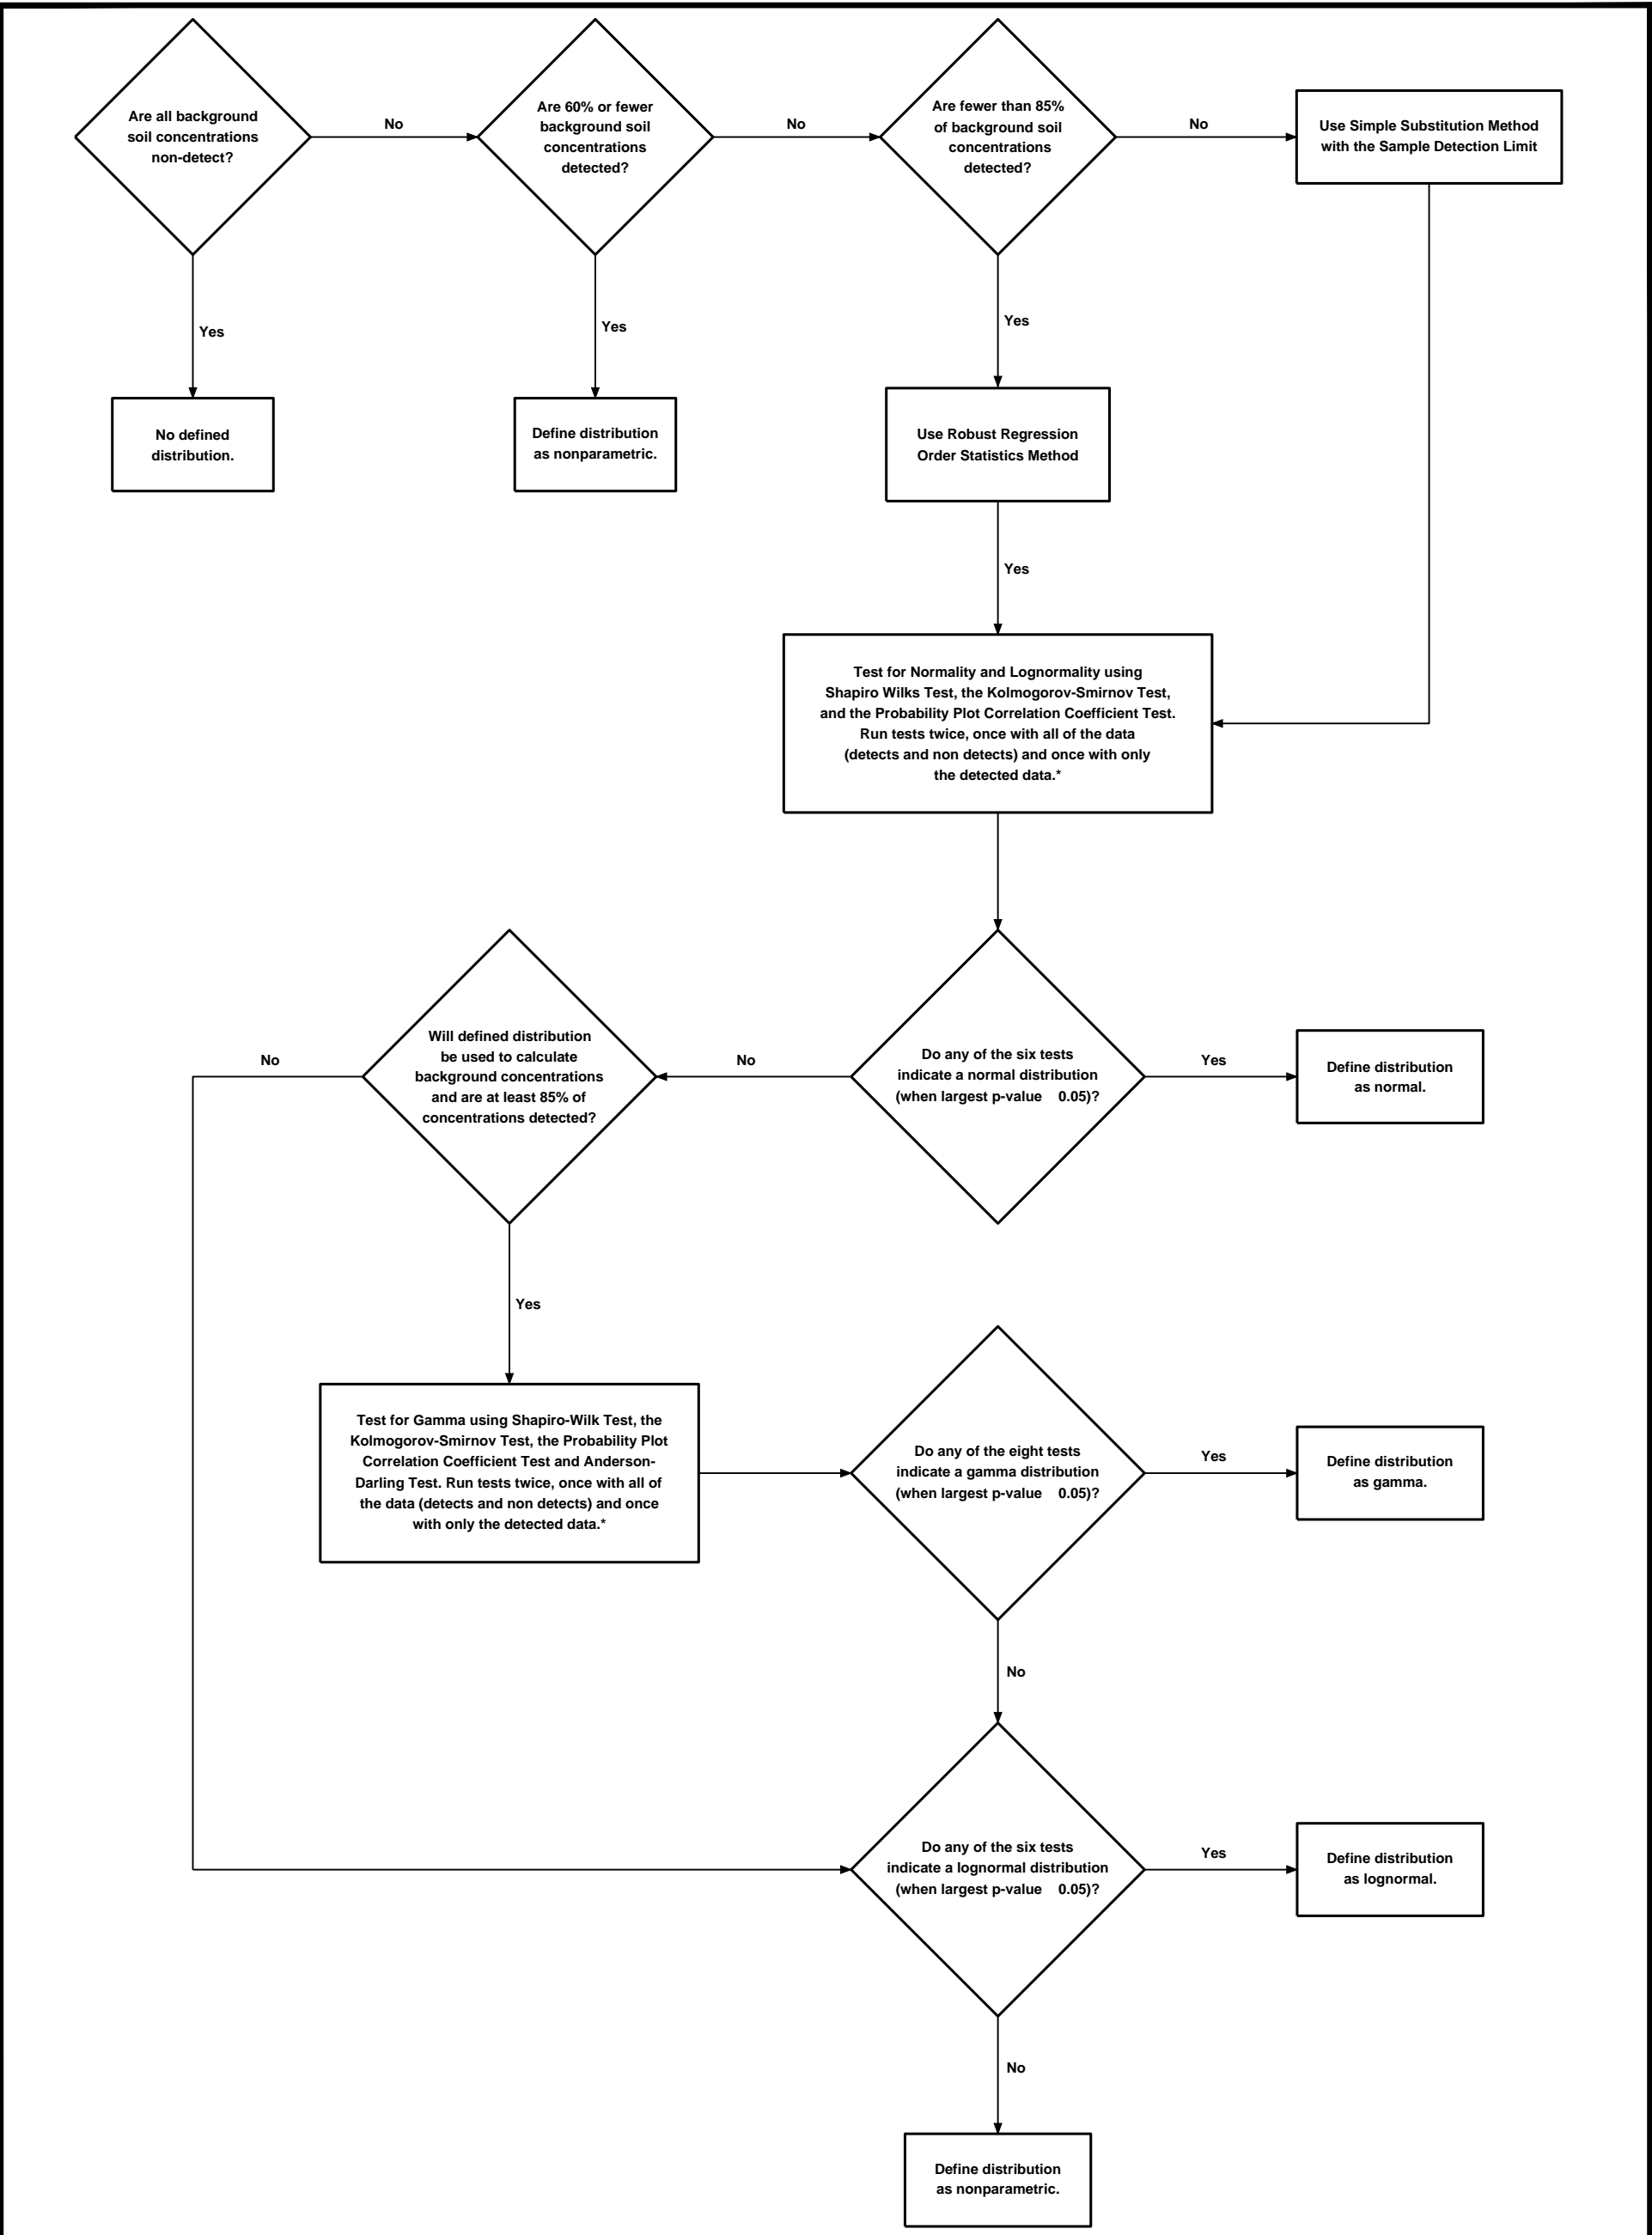 Are all background
soil concentrations
non-detect?
No
Are 60% or fewer
background soil
concentrations
detected?
No
Are fewer than 85%
of background soil
concentrations
detected?
No
Use Simple Substitution Method
with the Sample Detection Limit
Yes
Yes
Yes
No defined
distribution.
Define distribution
as nonparametric.
Use Robust Regression
Order Statistics Method
Yes
Test for Normality and Lognormality using
Shapiro Wilks Test, the Kolmogorov-Smirnov Test,
and the Probability Plot Correlation Coefficient Test.
Run tests twice, once with all of the data
(detects and non detects) and once with only
the detected data.*
No
Will defined distribution
be used to calculate
background concentrations
and are at least 85% of
concentrations detected?
No
Do any of the six tests
indicate a normal distribution
(when largest p-value 0.05)?
Yes
Define distribution
as normal.
Yes
Test for Gamma using Shapiro-Wilk Test, the
Kolmogorov-Smirnov Test, the Probability Plot
Correlation Coefficient Test and Anderson-
Darling Test. Run tests twice, once with all of
the data (detects and non detects) and once
with only the detected data.*
Do any of the eight tests
indicate a gamma distribution
(when largest p-value 0.05)?
Yes
Define distribution
as gamma.
No
Do any of the six tests
indicate a lognormal distribution
(when largest p-value 0.05)?
Yes
Define distribution
as lognormal.
No
Define distribution
as nonparametric.